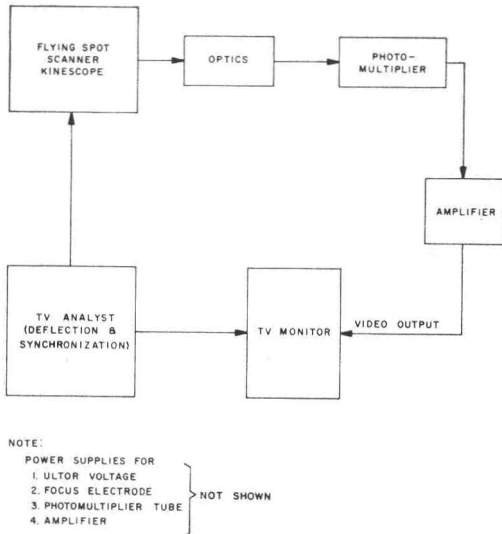 FLYING SPOT
SCANNER
KINESCOPE
OPTICS
PHOTO-
MULTIPLIER
AMPLIFIER
TV ANALYST
(DEFLECTION &
SYNCHRONIZATION)
TV MONITOR
VIDEO OUTPUT
NOTE:
POWER SUPPLIES FOR
1. ULTOR VOLTAGE
2. FOCUS ELECTRODE
3. PHOTOMULTIPLIER TUBE
4. AMPLIFIER
NOT SHOWN